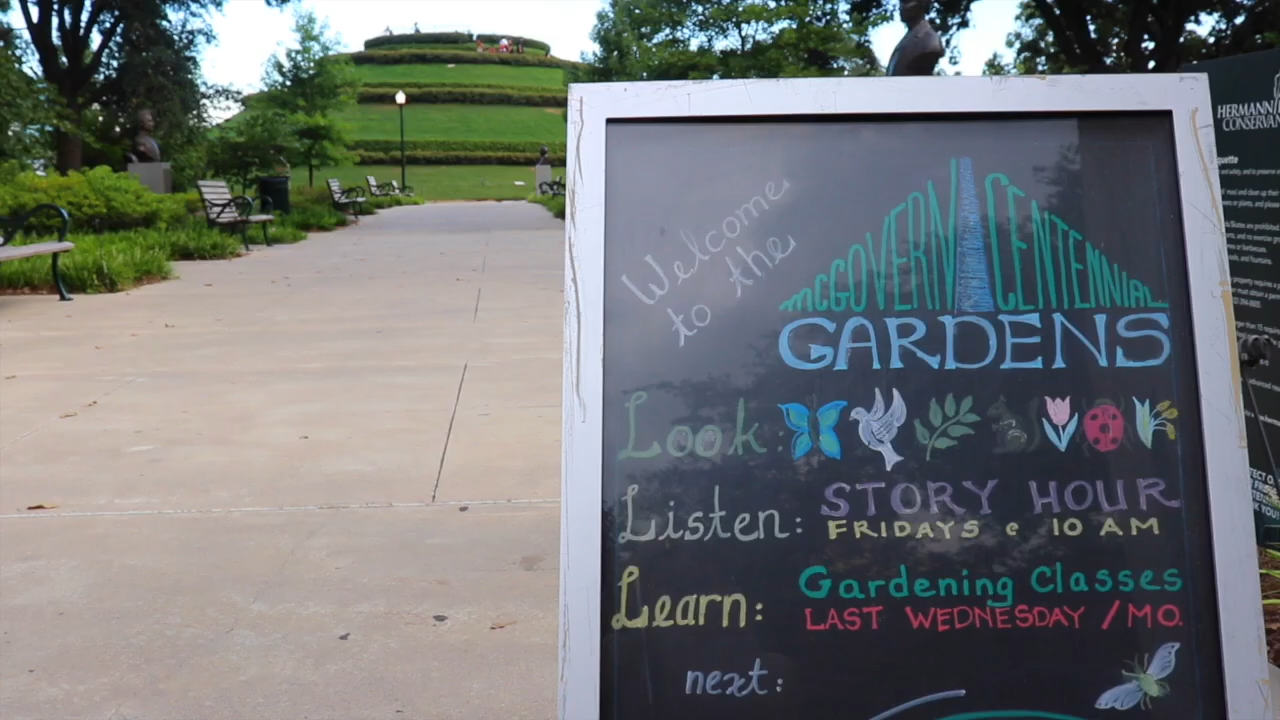 Welcome
to the
McGOVERN CENTENNIAL
GARDENS
Look:
Listen: STORY HOUR
FRIDAYS @ 10 AM
Learn: Gardening Classes
LAST WEDNESDAY / MO.
next:
HERMANN